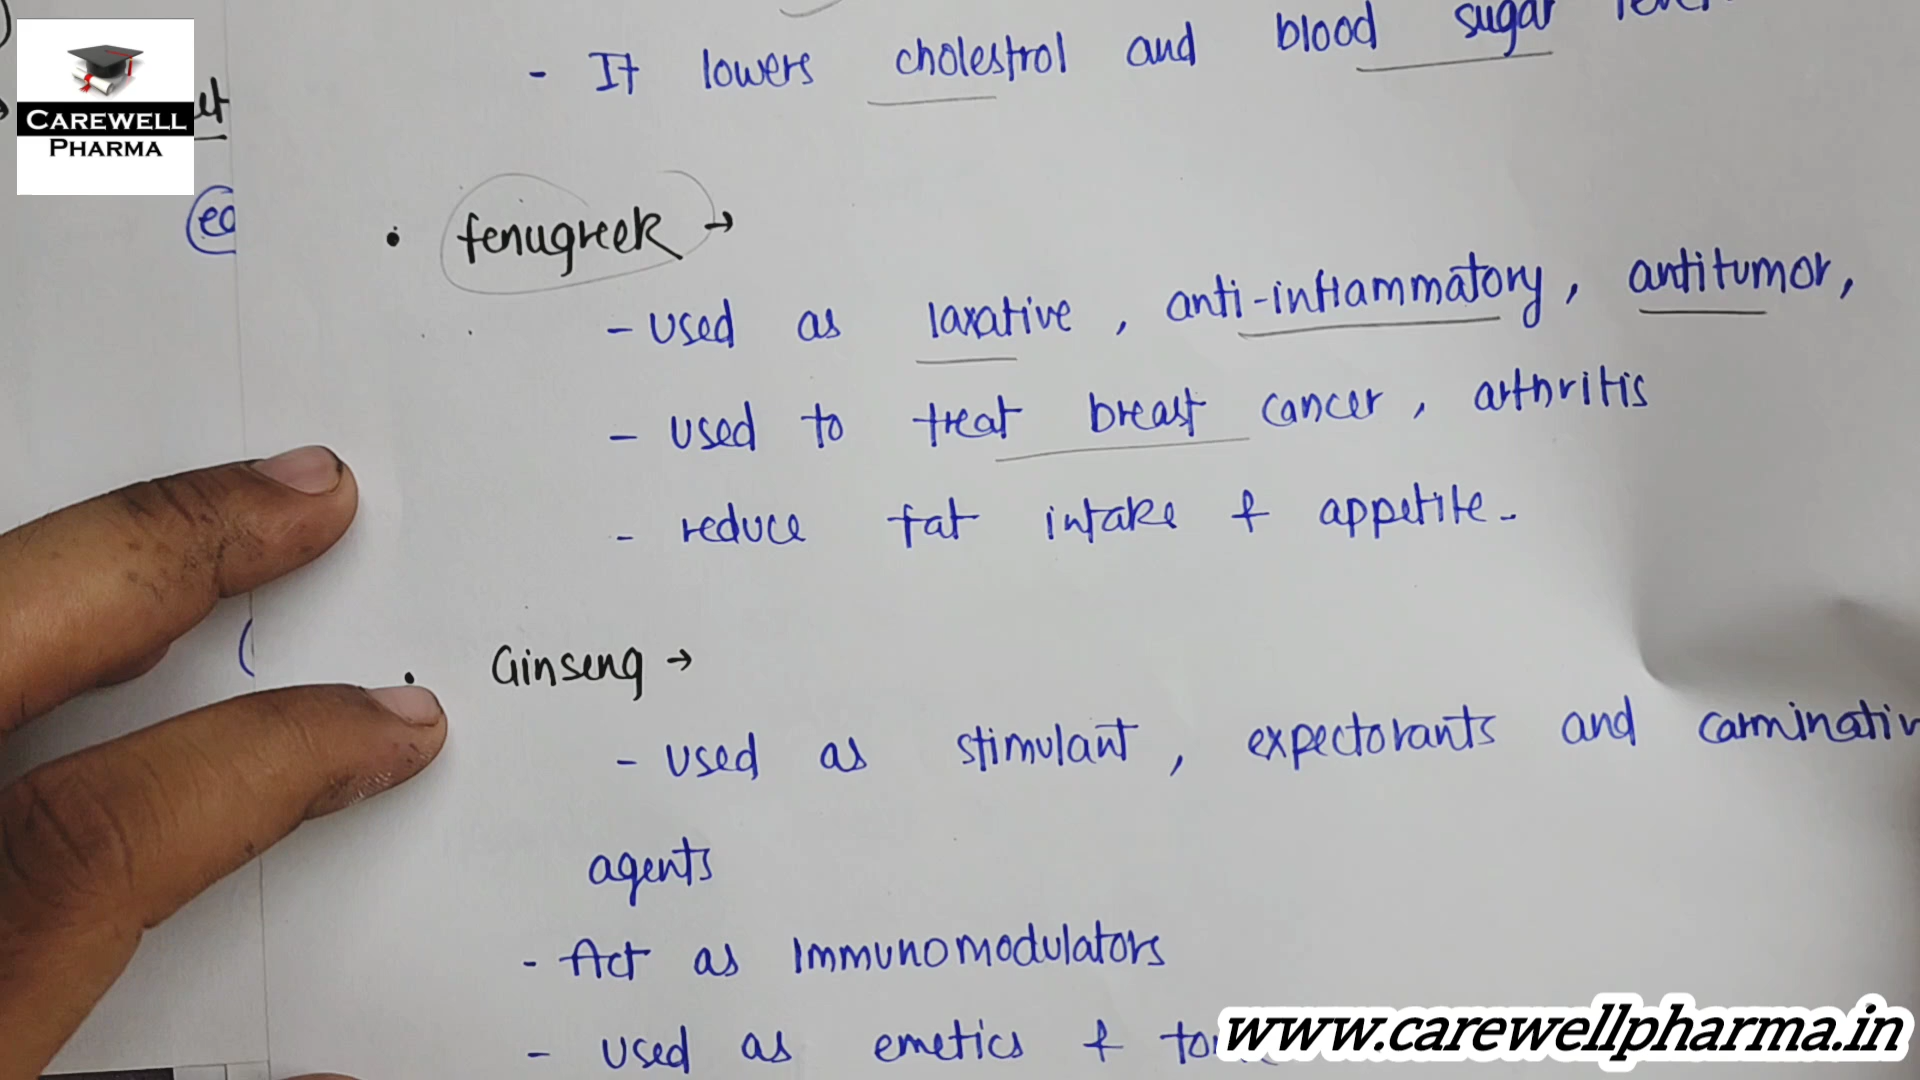 - It lowers cholestrol and blood sugar
CAREWELL
PHARMA
• fenugreek →
- used as laxative, anti-inflammatory, antitumor,
- used to treat breast cancer, arthritis
- reduce fat intake & appetite.
• Ginseng →
- used as stimulant, expectorants and carminativ
agents
- Act as Immunomodulators
- used as emetics &
www.carewellpharma.in